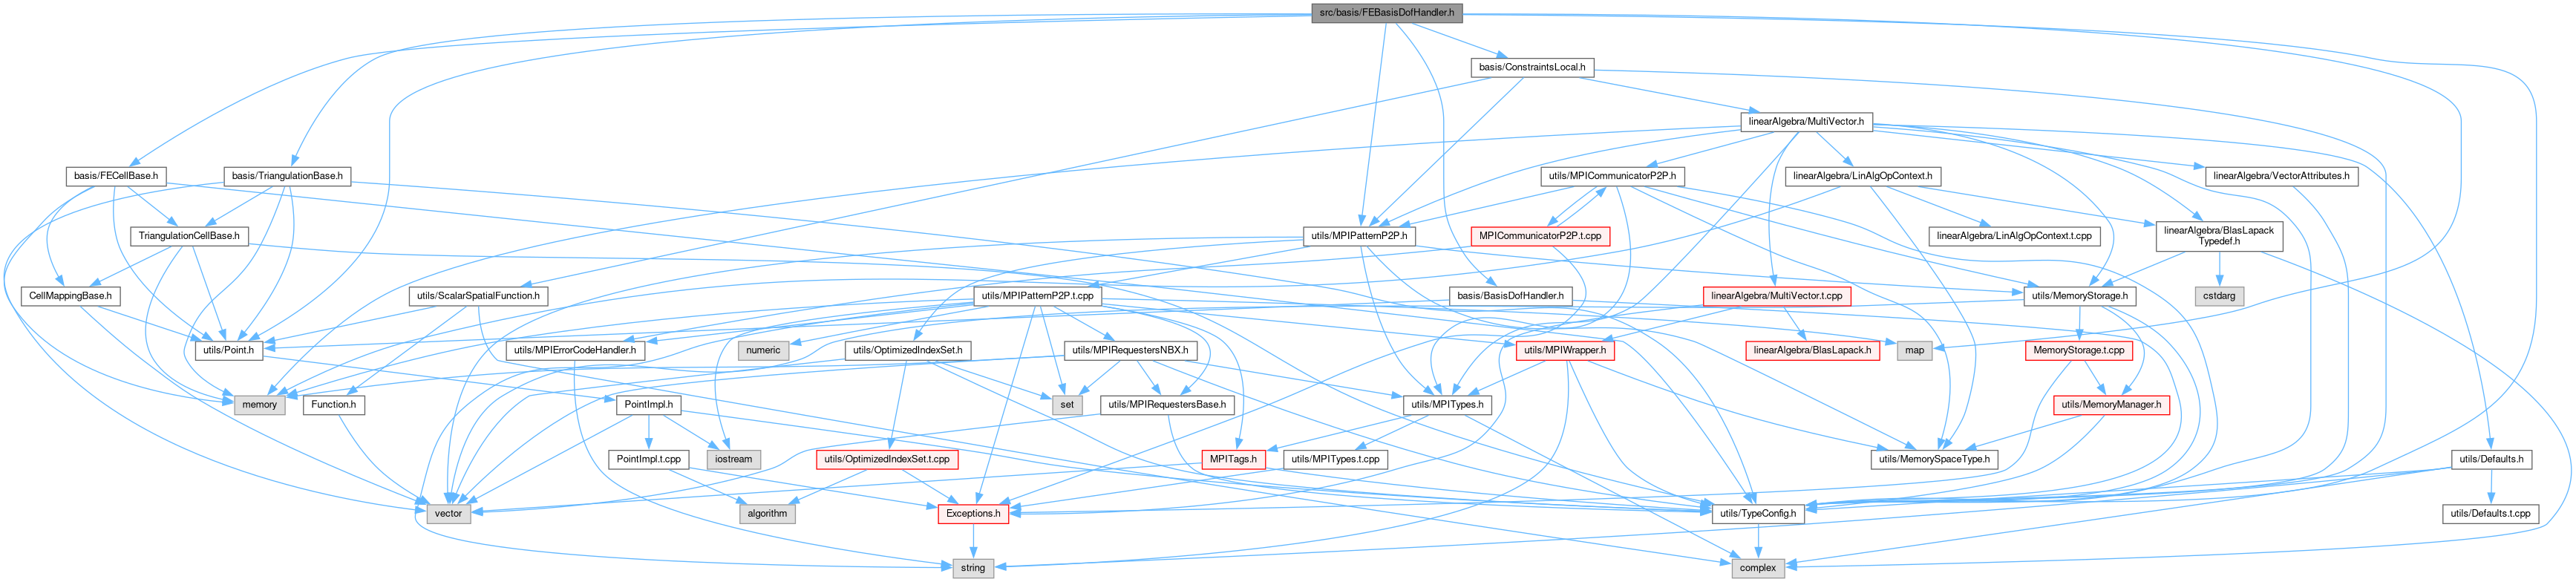 src/basis/FEBasisDofHandler.h
basis/ConstraintsLocal.h
linearAlgebra/MultiVector.h
basis/FECellBase.h
basis/TriangulationBase.h
utils/MPICommunicatorP2P.h
linearAlgebra/LinAlgOpContext.h
linearAlgebra/VectorAttributes.h
TriangulationCellBase.h
utils/MPIPatternP2P.h
MPICommunicatorP2P.t.cpp
linearAlgebra/LinAlgOpContext.t.cpp
linearAlgebra/BlasLapack
Typedef.h
CellMappingBase.h
utils/ScalarSpatialFunction.h
utils/MPIPatternP2P.t.cpp
basis/BasisDofHandler.h
linearAlgebra/MultiVector.t.cpp
utils/MemoryStorage.h
cstdarg
utils/Point.h
utils/MPIErrorCodeHandler.h
numeric
utils/OptimizedIndexSet.h
utils/MPIRequestersNBX.h
utils/MPIWrapper.h
linearAlgebra/BlasLapack.h
map
MemoryStorage.t.cpp
memory
Function.h
PointImpl.h
set
utils/MPIRequestersBase.h
utils/MPITypes.h
utils/MemoryManager.h
PointImpl.t.cpp
iostream
utils/OptimizedIndexSet.t.cpp
MPITags.h
utils/MPITypes.t.cpp
utils/MemorySpaceType.h
utils/Defaults.h
vector
algorithm
Exceptions.h
utils/TypeConfig.h
utils/Defaults.t.cpp
string
complex